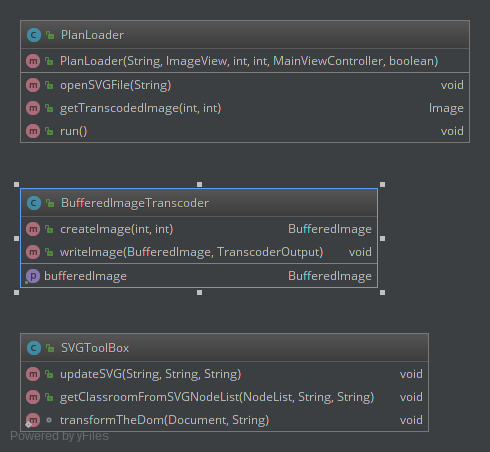 PlanLoader
PlanLoader(String, ImageView, int, int, MainViewController, boolean)
openSVGFile(String) void
getTranscodedImage(int, int) Image
run() void
BufferedImageTranscoder
createImage(int, int) BufferedImage
writeImage(BufferedImage, TranscoderOutput) void
bufferedImage BufferedImage
SVGToolBox
updateSVG(String, String, String) void
getClassroomFromSVGNodeList(NodeList, String, String) void
transformTheDom(Document, String) void
Powered by yFiles